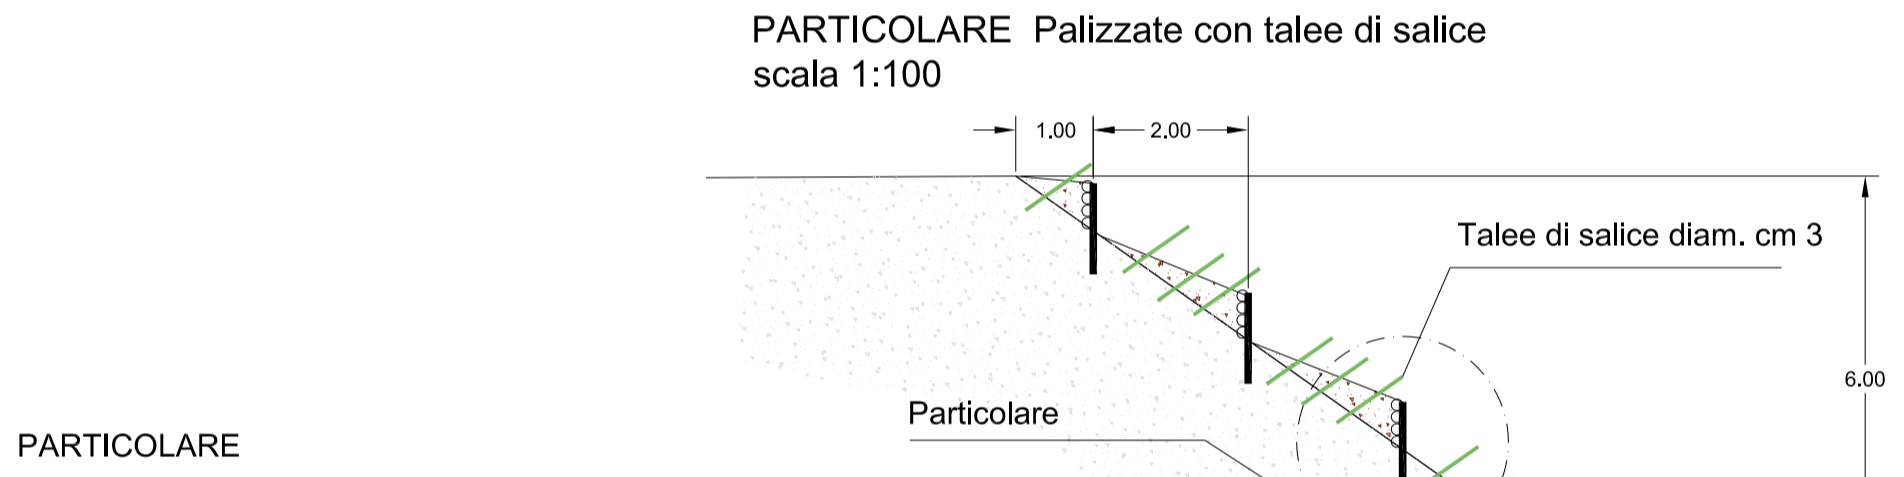 PARTICOLARE  Palizzate con talee di salice
scala 1:100
1.00
2.00
Talee di salice diam. cm 3
6.00
Particolare
PARTICOLARE